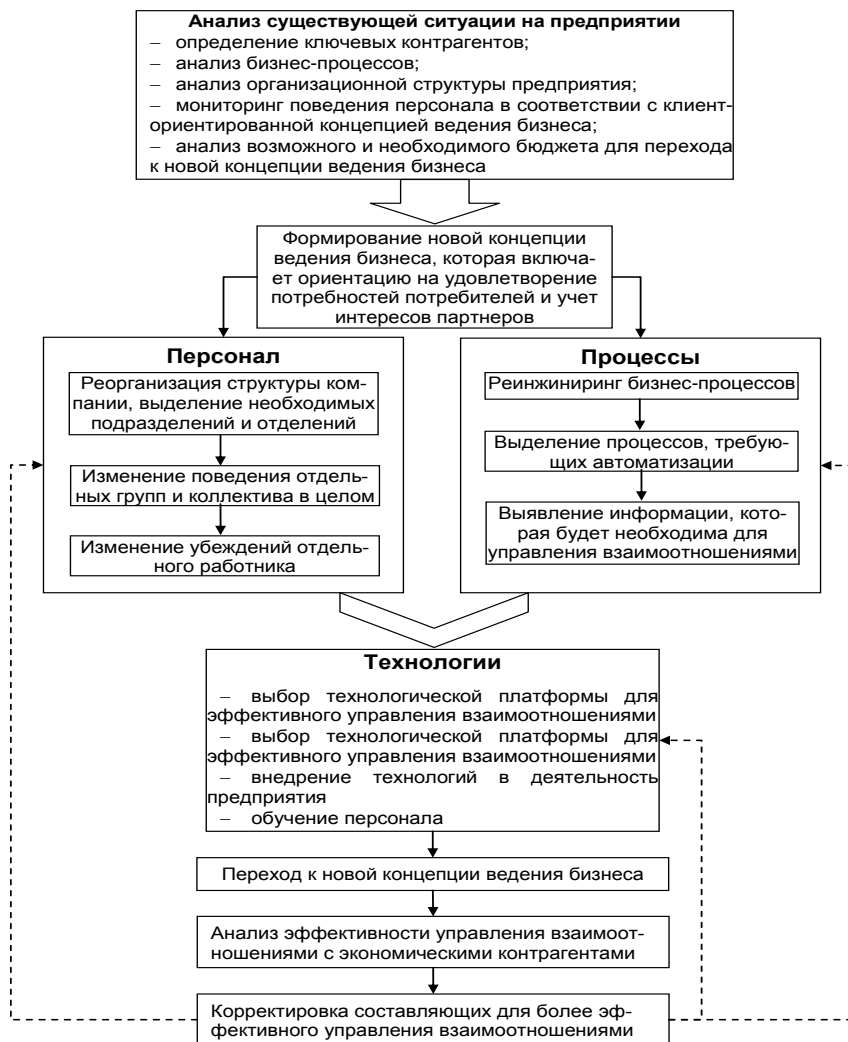 Анализ существующей ситуации на предприятии
– определение ключевых контрагентов;
– анализ бизнес-процессов;
– анализ организационной структуры предприятия;
– мониторинг поведения персонала в соответствии с клиент-
ориентированной концепцией ведения бизнеса;
– анализ возможного и необходимого бюджета для перехода
к новой концепции ведения бизнеса
Формирование новой концепции
ведения бизнеса, которая включа-
ет ориентацию на удовлетворение
потребностей потребителей и учет
интересов партнеров
Персонал
Реорганизация структуры ком-
пании, выделение необходимых
подразделений и отделений
Изменение поведения отдель-
ных групп и коллектива в целом
Изменение убеждений отдель-
ного работника
Процессы
Реинжиниринг бизнес-процессов
Выделение процессов, требую-
щих автоматизации
Выявление информации, кото-
рая будет необходима для
управления взаимоотношениями
Технологии
– выбор технологической платформы для
эффективного управления взаимоотношениями
– выбор технологической платформы для
эффективного управления взаимоотношениями
– внедрение технологий в деятельность
предприятия
– обучение персонала
Переход к новой концепции ведения бизнеса
Анализ эффективности управления взаимоот-
ношениями с экономическими контрагентами
Корректировка составляющих для более эф-
фективного управления взаимоотношениями